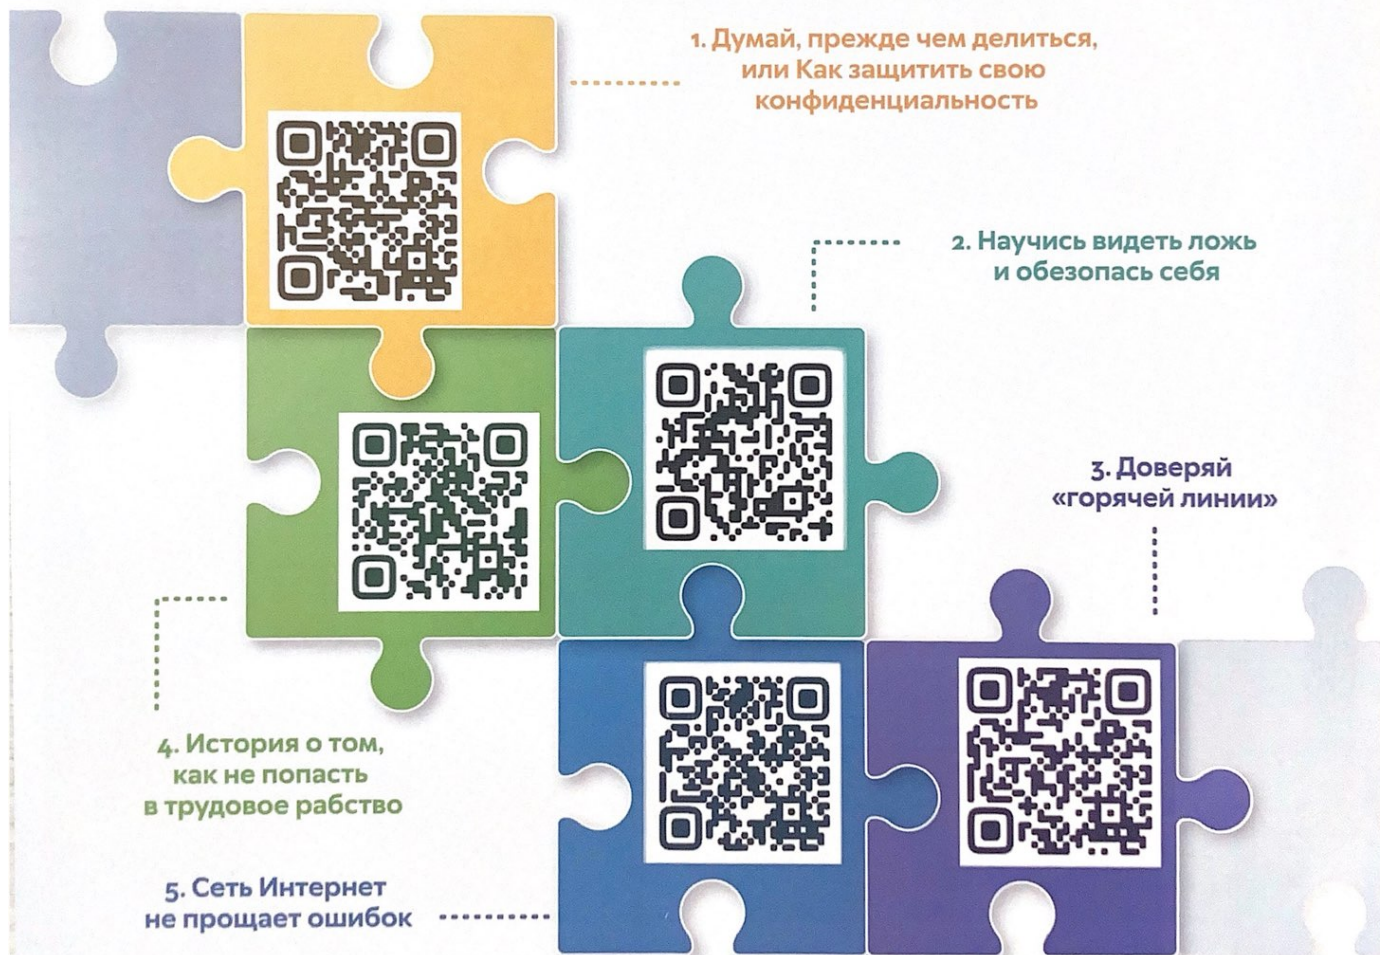 1. Думай, прежде чем делиться,
или Как защитить свою
конфиденциальность
2. Научись видеть ложь
и обезопась себя
3. Доверяй
«горячей линии»
4. История о том,
как не попасть
в трудовое рабство
5. Сеть Интернет
не прощает ошибок